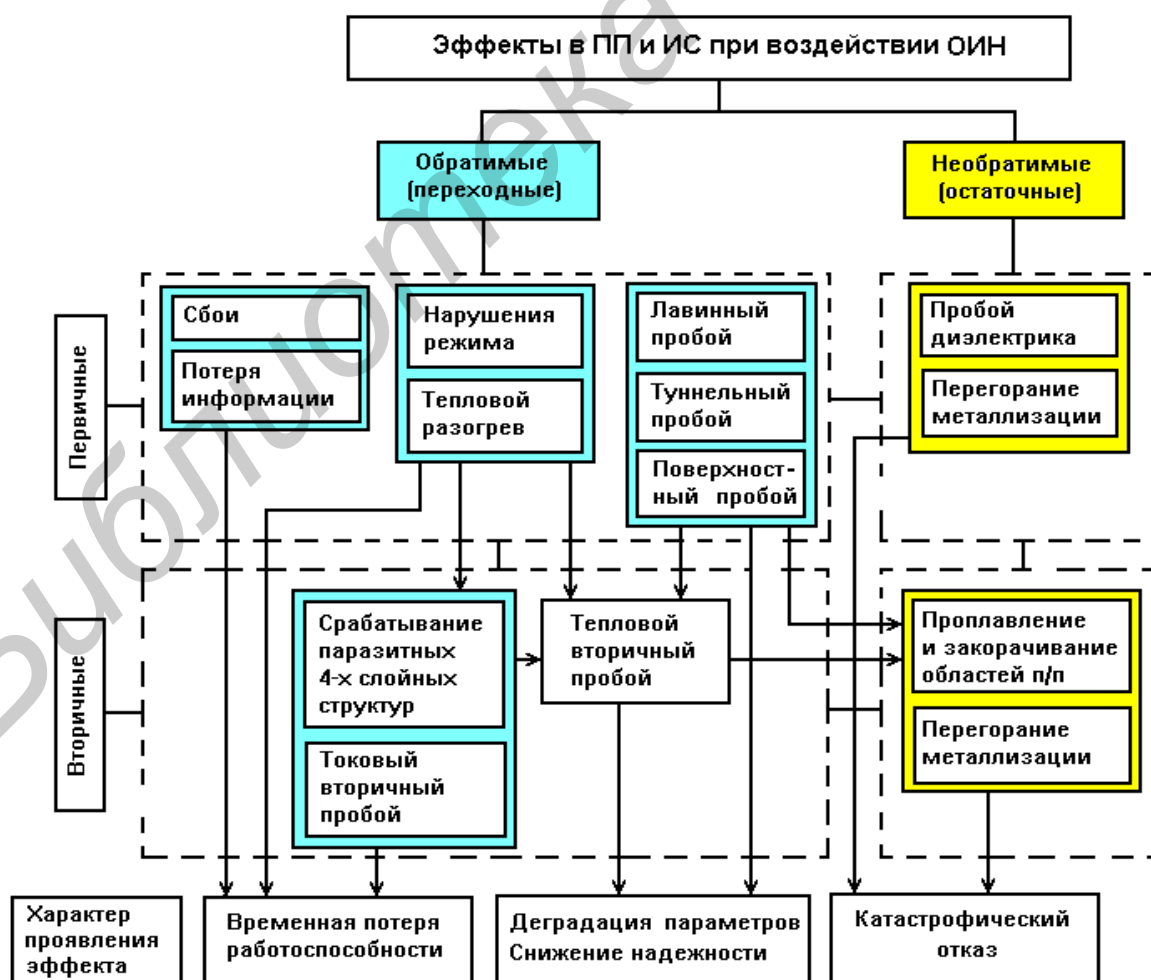 Эффекты в ПП и ИС при воздействии ОИН
Обратимые
(переходные)
Необратимые
(остаточные)
Первичные
Сбои
Потеря
информации
Нарушения
режима
Тепловой
разогрев
Лавинный
пробой
Туннельный
пробой
Поверхност-
ный пробой
Пробой
диэлектрика
Перегорание
металлизации
Вторичные
Срабатывание
паразитных
4-х слойных
структур
Токовый
вторичный
пробой
Тепловой
вторичный
пробой
Проплавление
и закорачивание
областей п/п
Перегорание
металлизации
Характер
проявления
эффекта
Временная потеря
работоспособности
Деградация параметров
Снижение надежности
Катастрофический
отказ
Библиотека